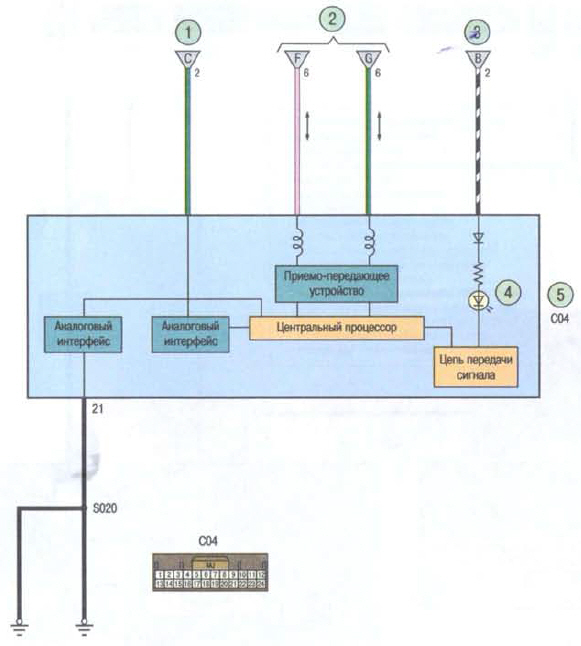 1
2
3
C
F
G
B
2
6
6
2
Приемо-передающее
устройство
4
5
C04
Аналоговый
интерфейс
Аналоговый
интерфейс
Центральный процессор
Цепь передачи
сигнала
21
S020
C04
1 2 3 4 5 6 7 8 9 10 11 12
13 14 15 16 17 18 19 20 21 22 23 24